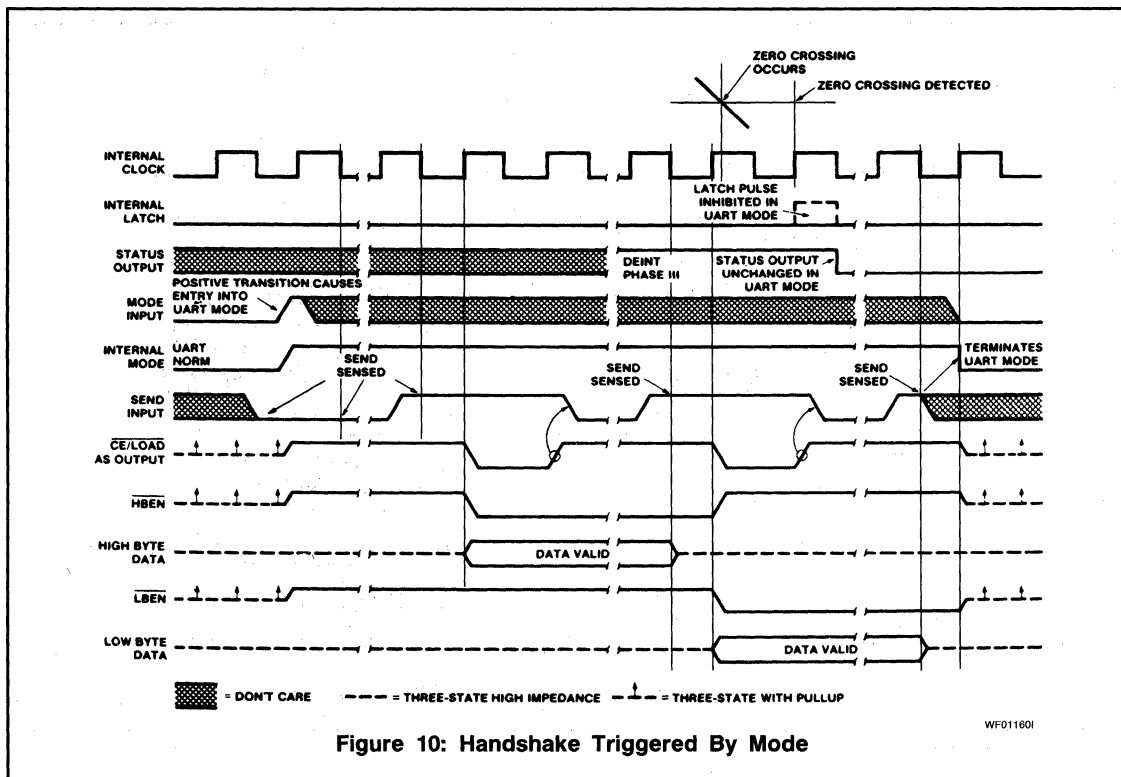 ZERO CROSSING
OCCURS
ZERO CROSSING DETECTED
INTERNAL
CLOCK
LATCH PULSE
INHIBITED IN
UART MODE
INTERNAL
LATCH
STATUS
OUTPUT
DEINT
PHASE III
STATUS OUTPUT
UNCHANGED IN
UART MODE
POSITIVE TRANSITION CAUSES
ENTRY INTO
UART MODE
MODE
INPUT
INTERNAL
MODE
UART
NORM
TERMINATES
UART MODE
SEND
SENSED
SEND
SENSED
SEND
SENSED
SEND
INPUT
CE/LOAD
AS OUTPUT
HBEN
HIGH BYTE
DATA
DATA VALID
LBEN
LOW BYTE
DATA
DATA VALID
= DON'T CARE
= THREE-STATE HIGH IMPEDANCE
= THREE-STATE WITH PULLUP
WF01160I
Figure 10: Handshake Triggered By Mode